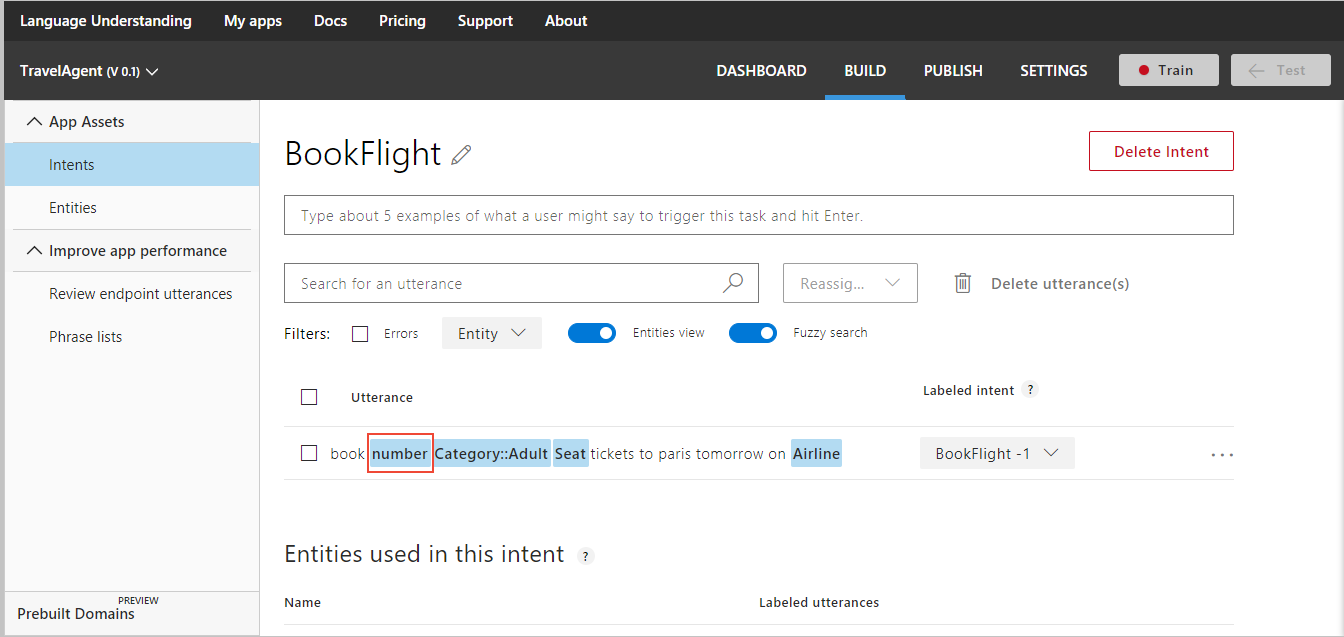 Language Understanding My apps Docs Pricing Support About
TravelAgent (V 0.1) DASHBOARD BUILD PUBLISH SETTINGS Train Test
App Assets
Intents
Entities
Improve app performance
Review endpoint utterances
Phrase lists
PREVIEW
Prebuilt Domains
BookFlight
Delete Intent
Type about 5 examples of what a user might say to trigger this task and hit Enter.
Search for an utterance Reassig... Delete utterance(s)
Filters: Errors Entity Entities view Fuzzy search
Utterance Labeled intent ?
book number Category::Adult Seat tickets to paris tomorrow on Airline BookFlight -1 ...
Entities used in this intent ?
Name Labeled utterances